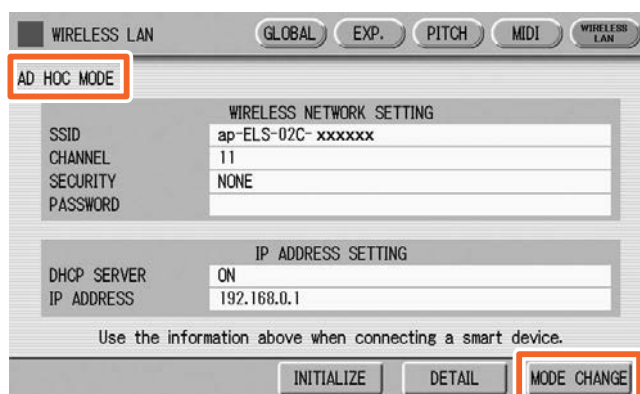 WIRELESS LAN GLOBAL EXP. PITCH MIDI WIRELESS LAN
AD HOC MODE
WIRELESS NETWORK SETTING
SSID ap-ELS-02C-xxxxxx
CHANNEL 11
SECURITY NONE
PASSWORD
IP ADDRESS SETTING
DHCP SERVER ON
IP ADDRESS 192.168.0.1
Use the information above when connecting a smart device.
INITIALIZE DETAIL MODE CHANGE